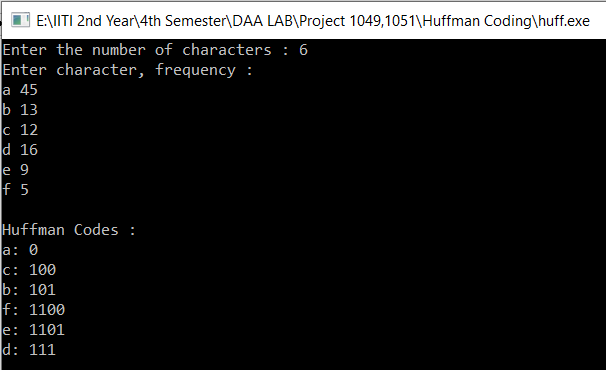 E:\IITI 2nd Year\4th Semester\DAA LAB\Project 1049,1051\Huffman Coding\huff.exe
Enter the number of characters : 6
Enter character, frequency :
a 45
b 13
c 12
d 16
e 9
f 5
Huffman Codes :
a: 0
c: 100
b: 101
f: 1100
e: 1101
d: 111